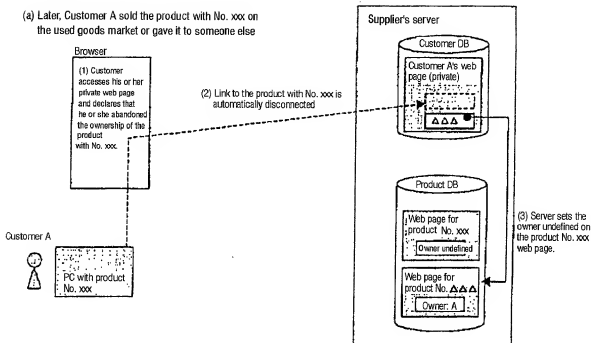 (a) Later, Customer A sold the product with No. xxx on
the used goods market or gave it to someone else
Browser
(1) Customer
accesses his or her
private web page
and declares that
he or she abandoned
the ownership of the
product
with No. xxx.
(2) Link to the product with No. xxx is
automatically disconnected
Customer A
PC with product
No. xxx
Supplier's server
Customer DB
Customer A's web
page (private)
△△△
Product DB
Web page for
product No. xxx
Owner undefined
Web page for
product No. △△△
Owner: A
(3) Server sets the
owner undefined on
the product No. xxx
web page.